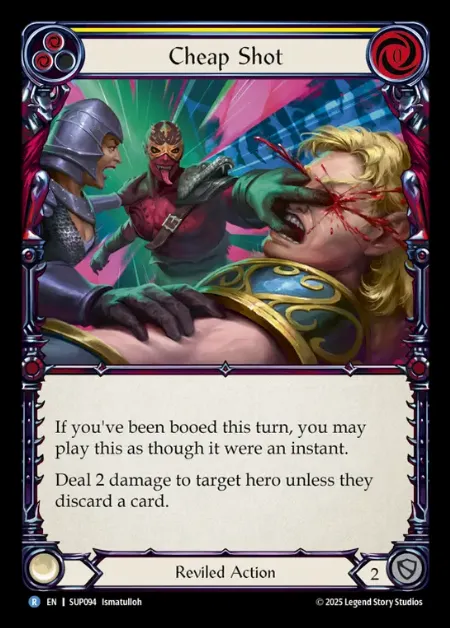 Cheap Shot
0
If you've been booed this turn, you may
play this as though it were an instant.
Deal 2 damage to target hero unless they
discard a card.
Reviled Action
2
R EN | SUP094 Ismatulloh
© 2025 Legend Story Studios